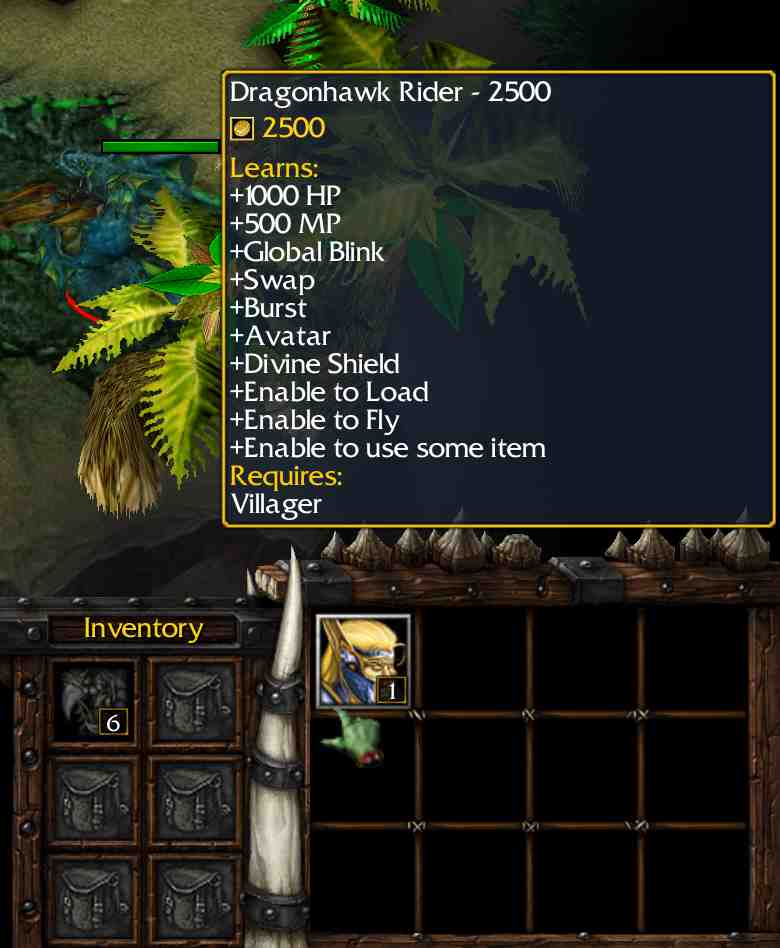 Dragonhawk Rider - 2500
2500
Learns:
+1000 HP
+500 MP
+Global Blink
+Swap
+Burst
+Avatar
+Divine Shield
+Enable to Load
+Enable to Fly
+Enable to use some item
Requires:
Villager
Inventory
1
6